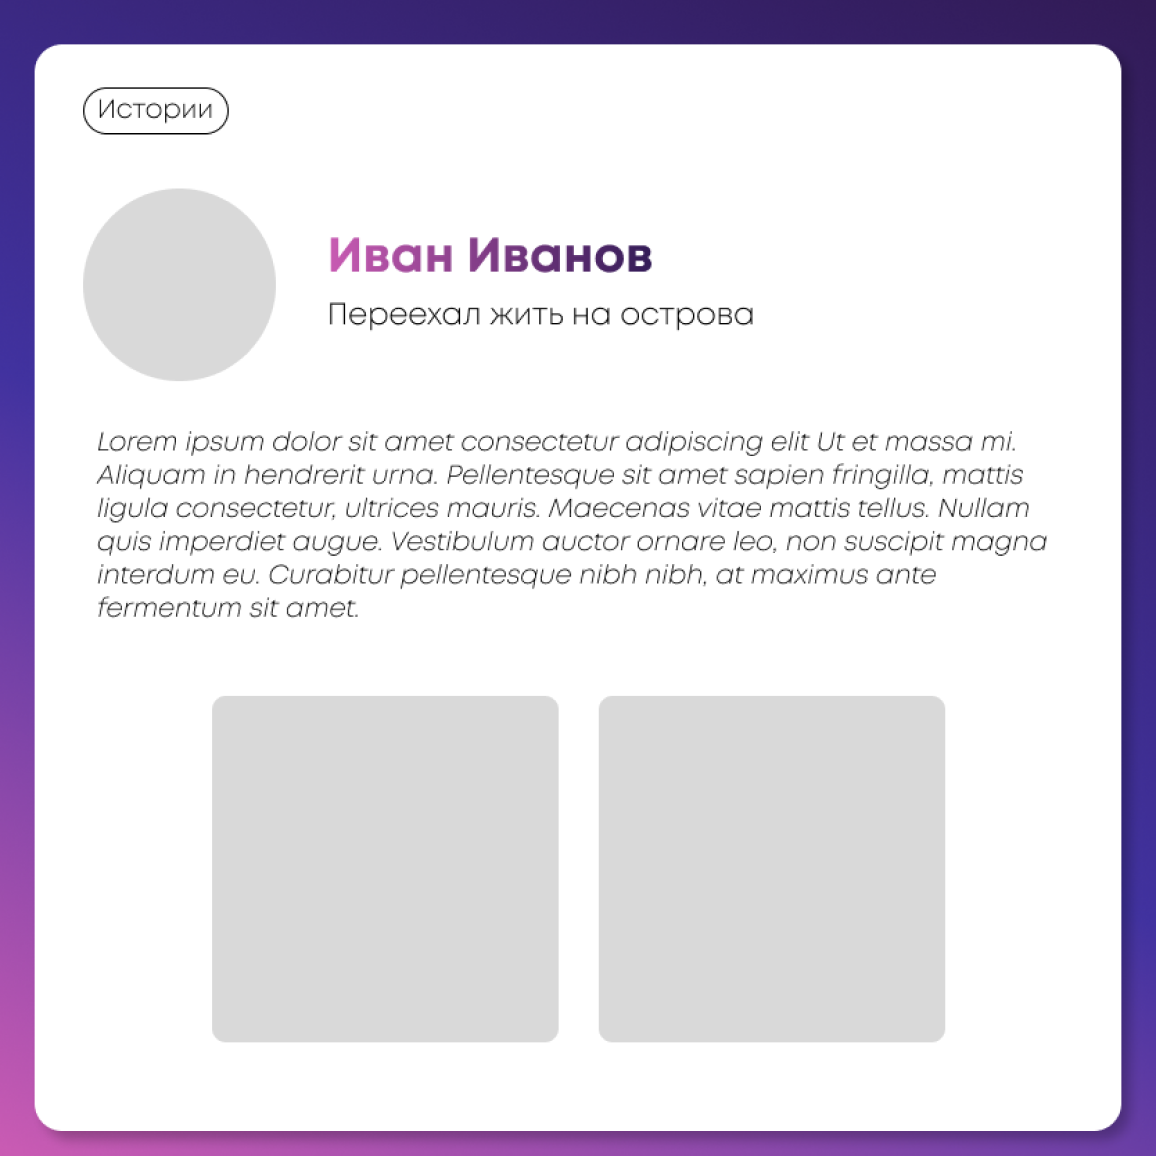 Истории
Иван Иванов
Переехал жить на острова
Lorem ipsum dolor sit amet consectetur adipiscing elit Ut et massa mi.
Aliquam in hendrerit urna. Pellentesque sit amet sapien fringilla, mattis
ligula consectetur, ultrices mauris. Maecenas vitae mattis tellus. Nullam
quis imperdiet augue. Vestibulum auctor ornare leo, non suscipit magna
interdum eu. Curabitur pellentesque nibh nibh, at maximus ante
fermentum sit amet.